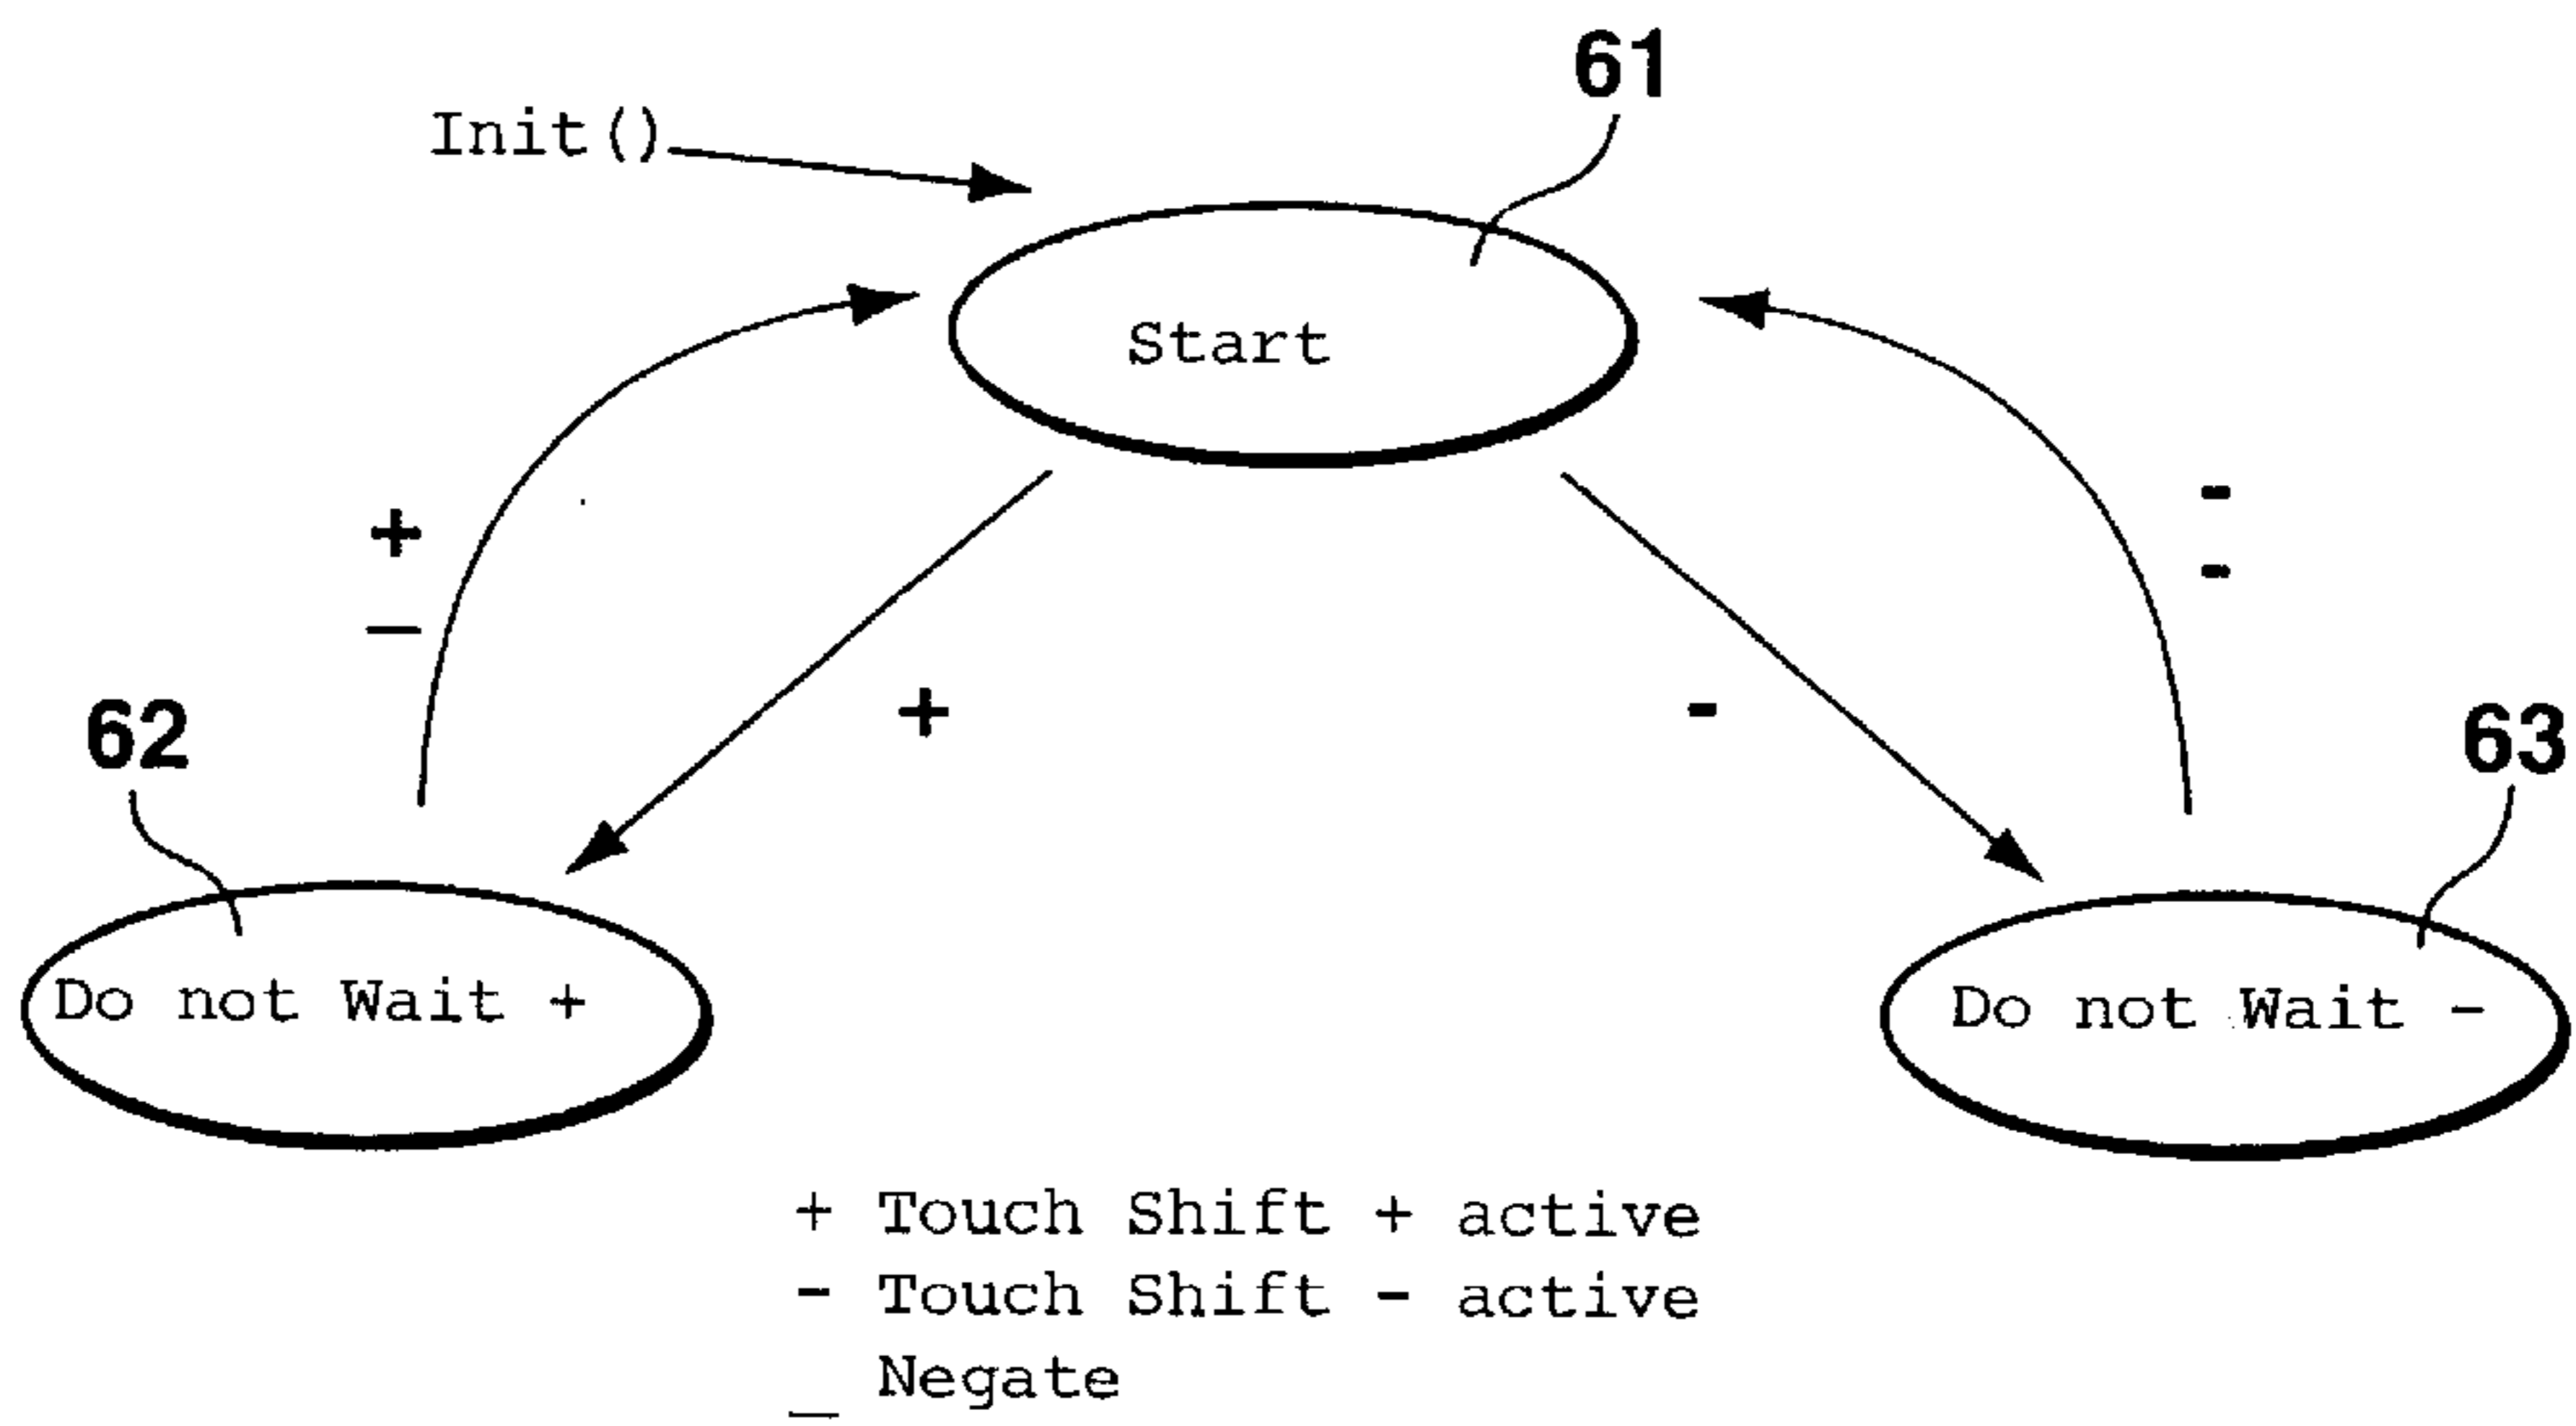 61
Init()
Start
+
_
-
-
+
-
62
63
Do not Wait +
Do not Wait -
+ Touch Shift + active
- Touch Shift - active
_ Negate